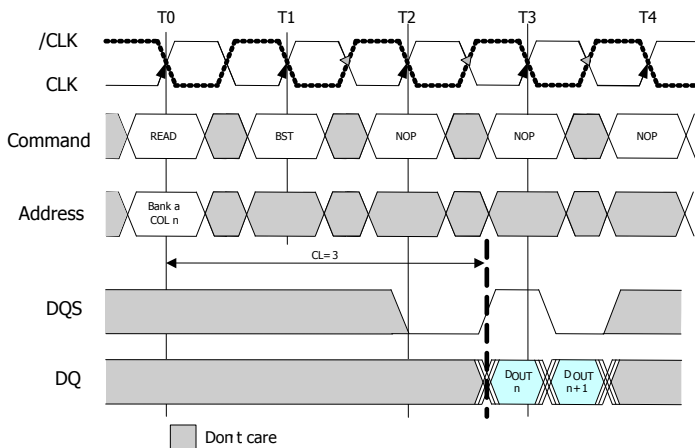 T0 T1 T2 T3 T4
/CLK
CLK
Command READ BST NOP NOP NOP
Address Bank a
COL n
CL=3
DQS
DQ DOUT
n DOUT
n+1
Don't care